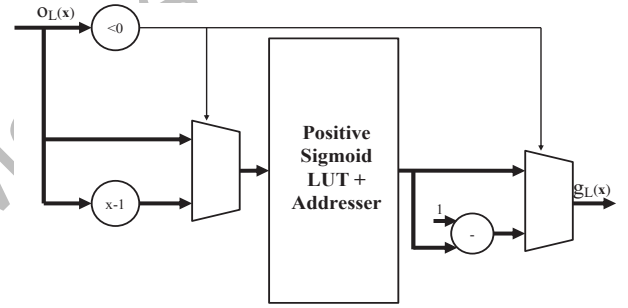 o_L(x)
<0
Positive
Sigmoid
LUT +
Addresser
x-1
1
-
g_L(x)